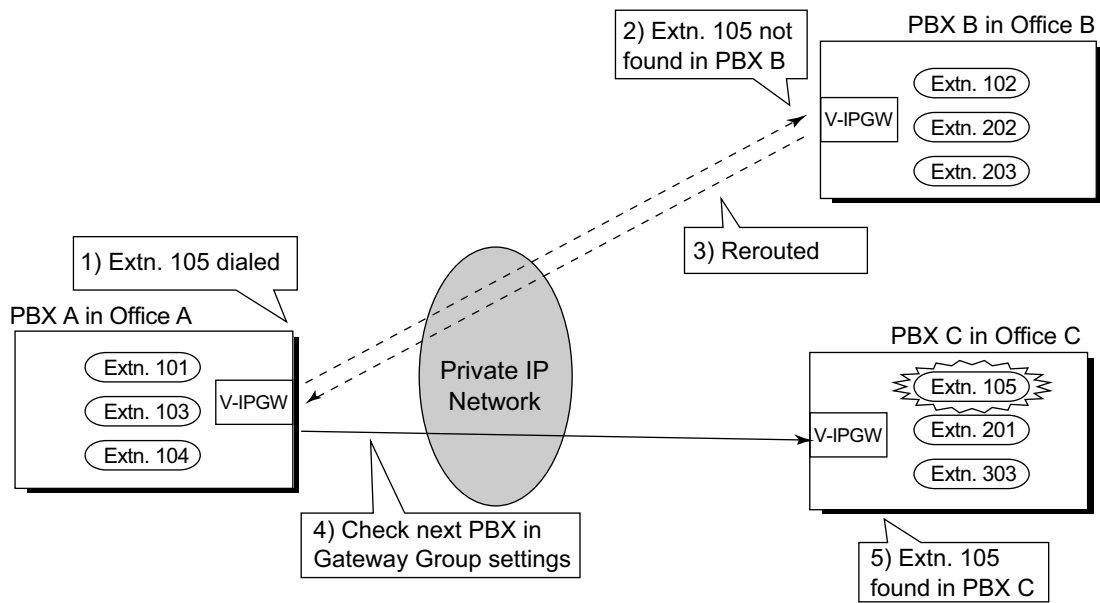 2) Extn. 105 not
found in PBX B
PBX B in Office B
V-IPGW
Extn. 102
Extn. 202
Extn. 203
3) Rerouted
1) Extn. 105 dialed
PBX A in Office A
Extn. 101
Extn. 103
Extn. 104
V-IPGW
Private IP
Network
PBX C in Office C
Extn. 105
V-IPGW
Extn. 201
Extn. 303
4) Check next PBX in
Gateway Group settings
5) Extn. 105
found in PBX C